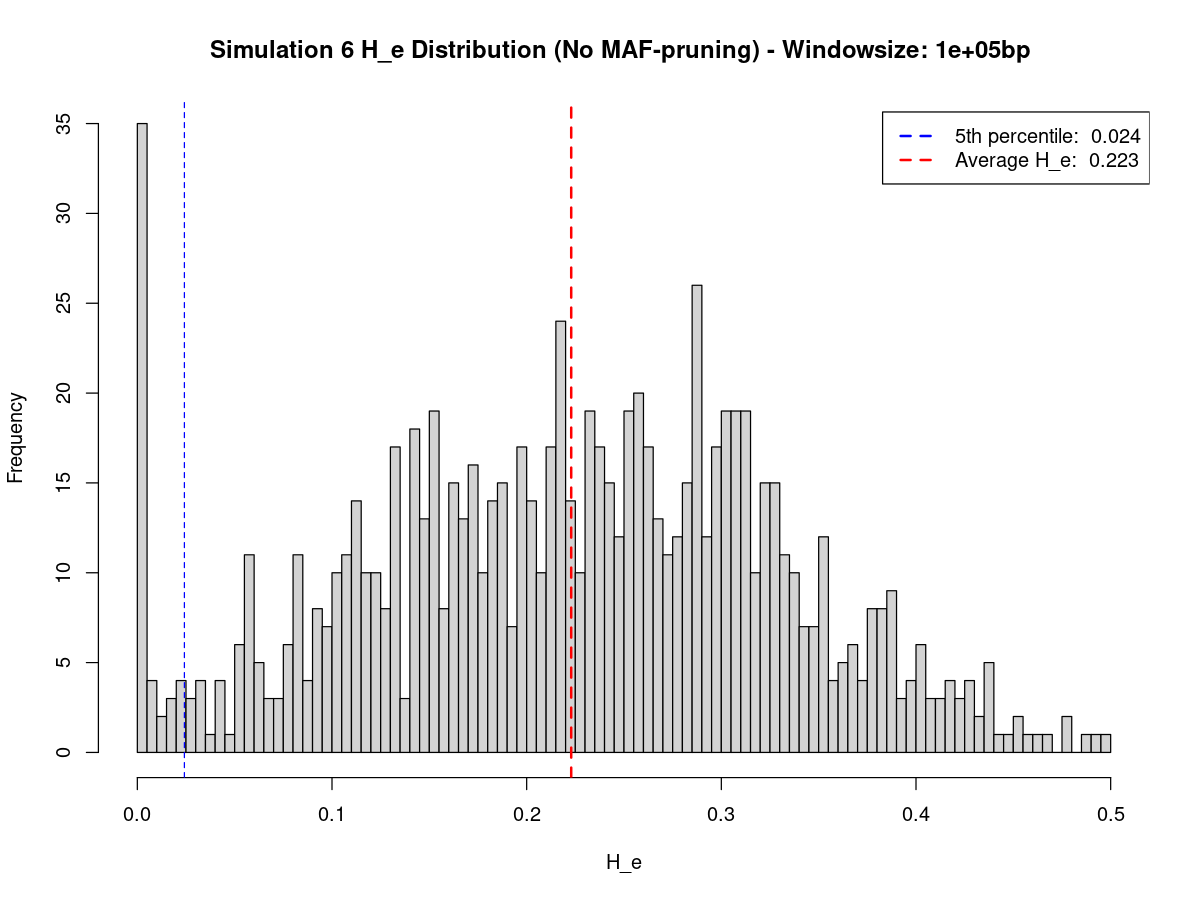 Simulation 6 H_e Distribution (No MAF-pruning) - Windowsize: 1e+05bp
5th percentile:  0.024
Average H_e:  0.223
Frequency
35
30
25
20
15
10
5
0
0.0 0.1 0.2 0.3 0.4 0.5
H_e